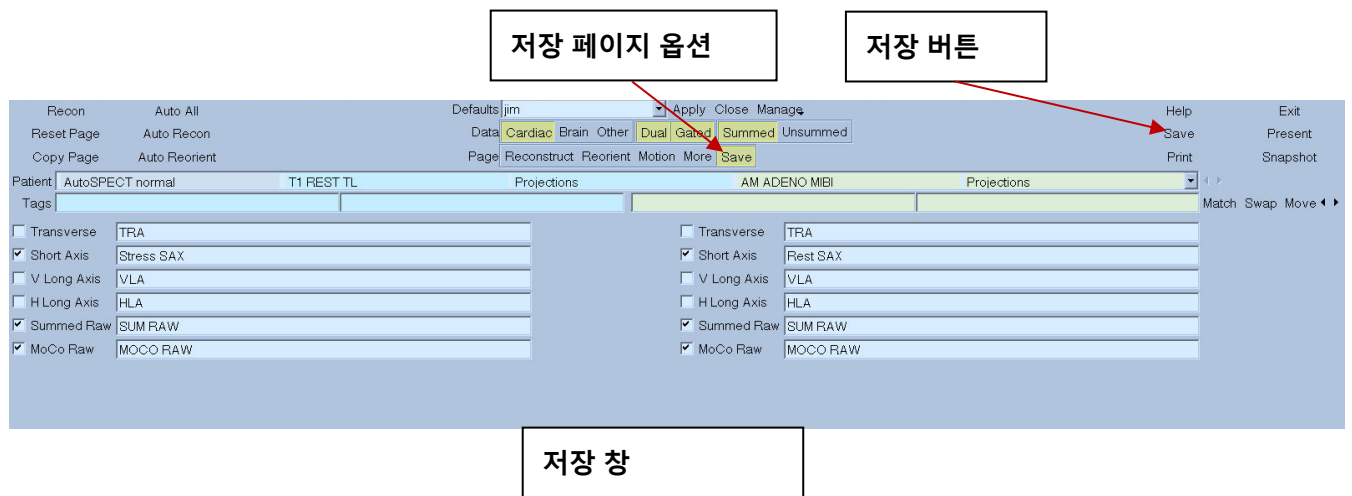 저장 페이지 옵션
저장 버튼
Recon Auto All Defaults jim Apply Close Manage Help Exit
Reset Page Auto Recon Data Cardiac Brain Other Dual Gated Summed Unsummed Save Present
Copy Page Auto Reorient Page Reconstruct Reorient Motion More Save Print Snapshot
Patient AutoSPECT normal T1 REST TL Projections AM ADENO MIBI Projections
Tags Match Swap Move
Transverse TRA Transverse TRA
Short Axis Stress SAX Short Axis Rest SAX
V Long Axis VLA V Long Axis VLA
H Long Axis HLA H Long Axis HLA
Summed Raw SUM RAW Summed Raw SUM RAW
MoCo Raw MOCO RAW MoCo Raw MOCO RAW
저장 창